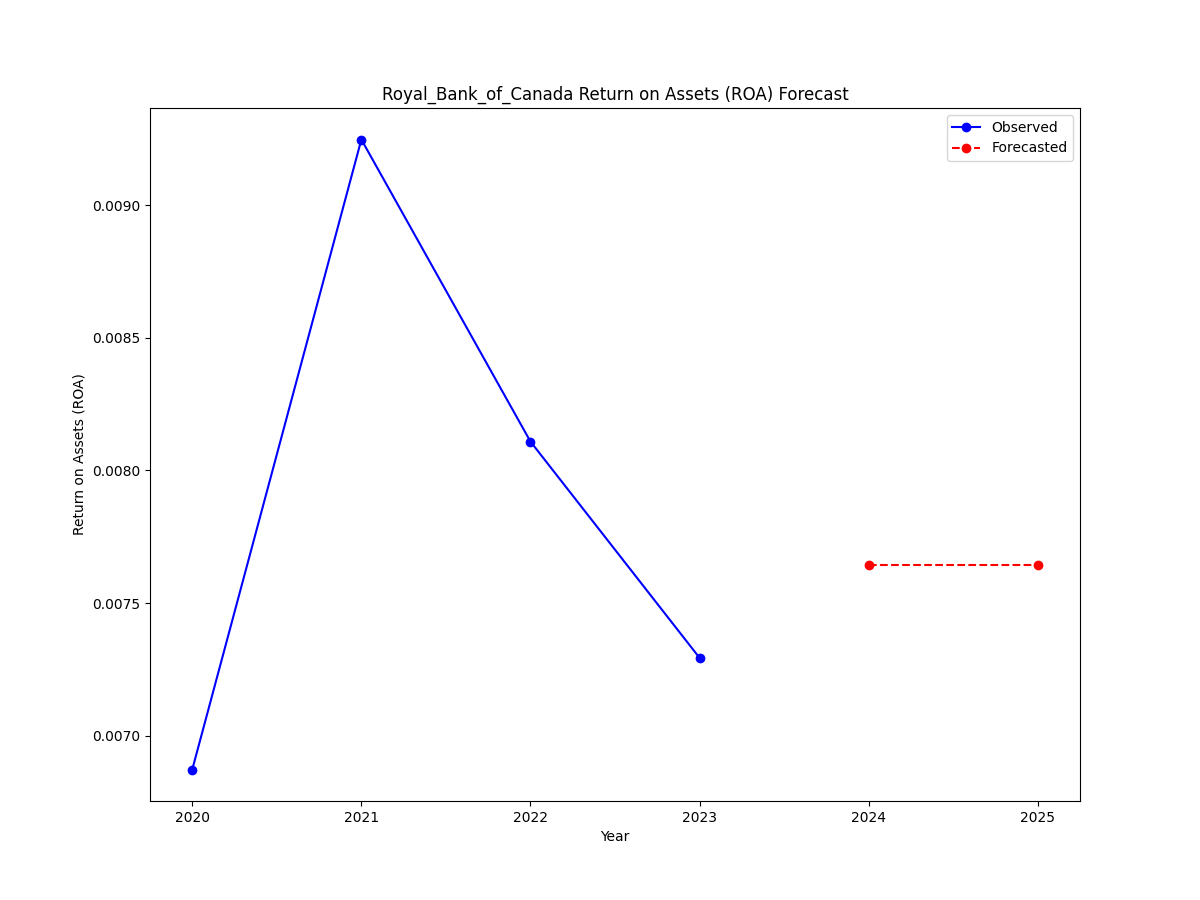 Royal_Bank_of_Canada Return on Assets (ROA) Forecast
Observed
Forecasted
Return on Assets (ROA)
0.0090
0.0085
0.0080
0.0075
0.0070
2020 2021 2022 2023 2024 2025
Year